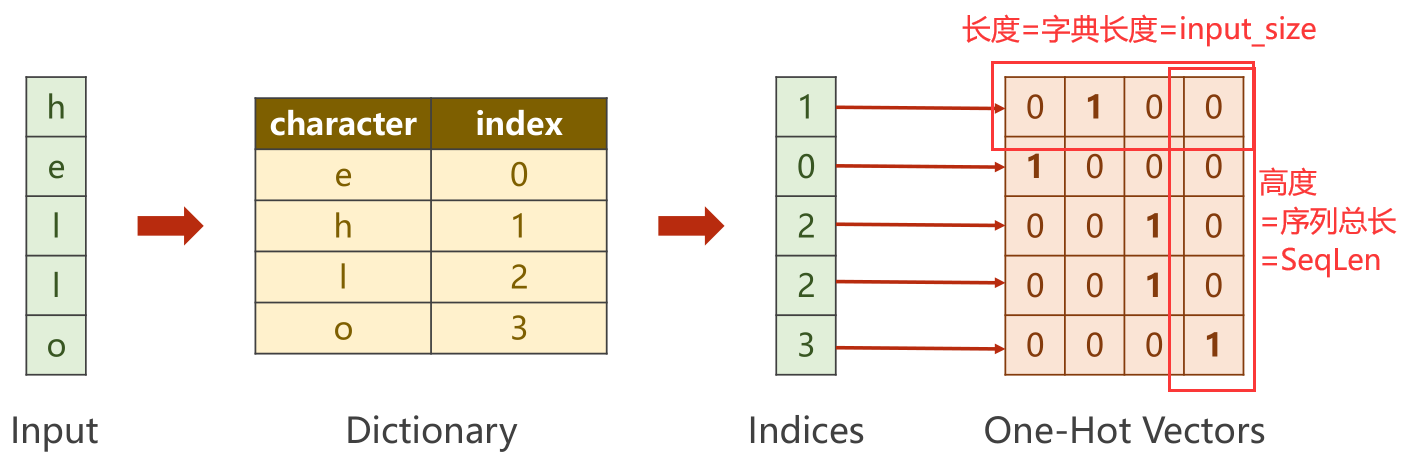 长度=字典长度=input_size
h
e
l
l
o
character index
e 0
h 1
l 2
o 3
1
0
2
2
3
0 1 0 0
1 0 0 0
0 0 1 0
0 0 1 0
0 0 0 1
高度
=序列总长
=SeqLen
Input
Dictionary
Indices
One-Hot Vectors